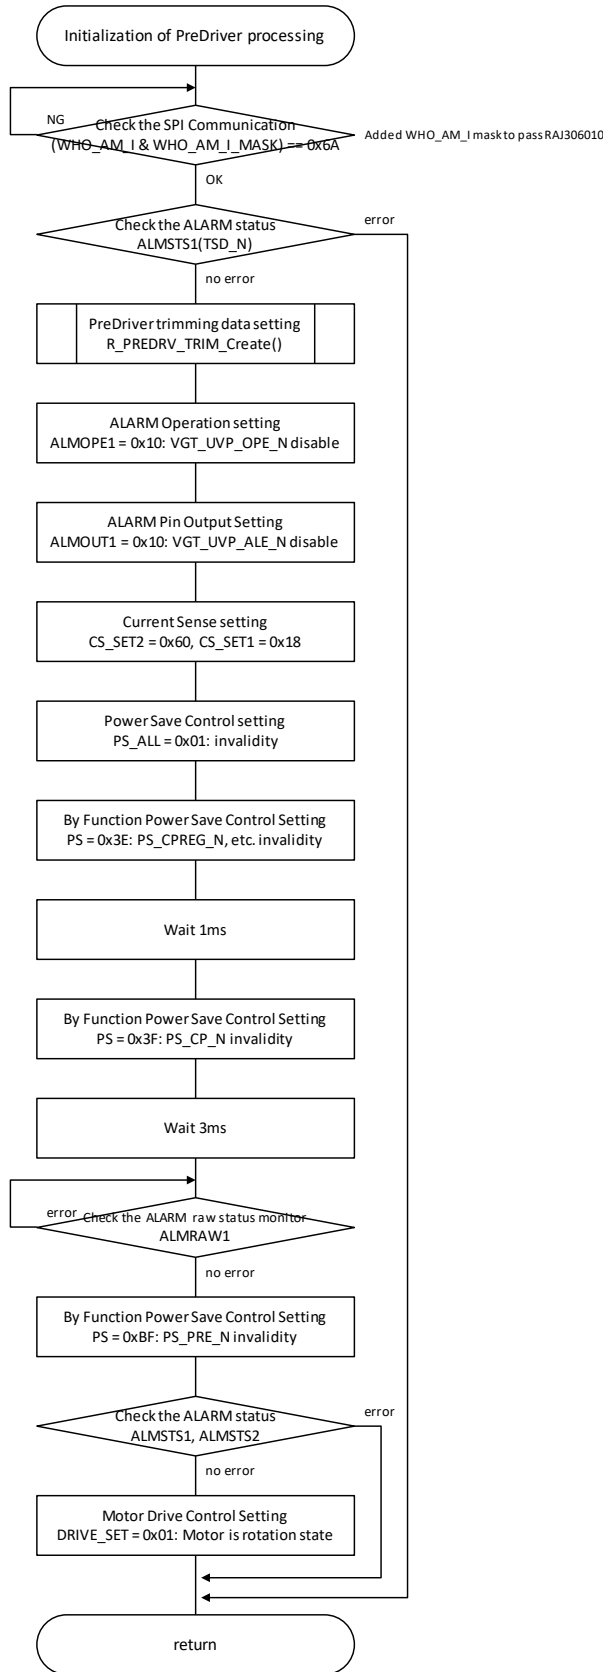 Initialization of PreDriver processing
NG
Check the SPI Communication
(WHO_AM_I & WHO_AM_I_MASK) == 0x6A
Added WHO_AM_I mask to pass RAJ306010
OK
Check the ALARM status
ALMSTS1(TSD_N)
error
no error
PreDriver trimming data setting
R_PREDRV_TRIM_Create()
ALARM Operation setting
ALMOPE1 = 0x10: VGT_UVP_OPE_N disable
ALARM Pin Output Setting
ALMOUT1 = 0x10: VGT_UVP_ALE_N disable
Current Sense setting
CS_SET2 = 0x60, CS_SET1 = 0x18
Power Save Control setting
PS_ALL = 0x01: invalidity
By Function Power Save Control Setting
PS = 0x3E: PS_CPREG_N, etc. invalidity
Wait 1ms
By Function Power Save Control Setting
PS = 0x3F: PS_CP_N invalidity
Wait 3ms
error
Check the ALARM raw status monitor
ALMRAW1
no error
By Function Power Save Control Setting
PS = 0xBF: PS_PRE_N invalidity
Check the ALARM status
ALMSTS1, ALMSTS2
error
no error
Motor Drive Control Setting
DRIVE_SET = 0x01: Motor is rotation state
return